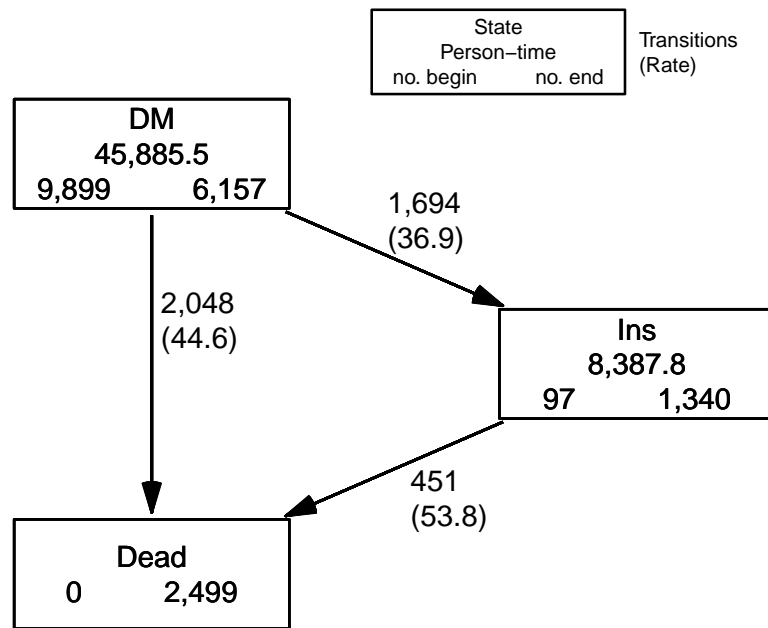 State
Person−time
no. begin no. end
Transitions
(Rate)
DM
45,885.5
9,899 6,157
1,694
(36.9)
2,048
(44.6)
Ins
8,387.8
97 1,340
451
(53.8)
Dead
0 2,499